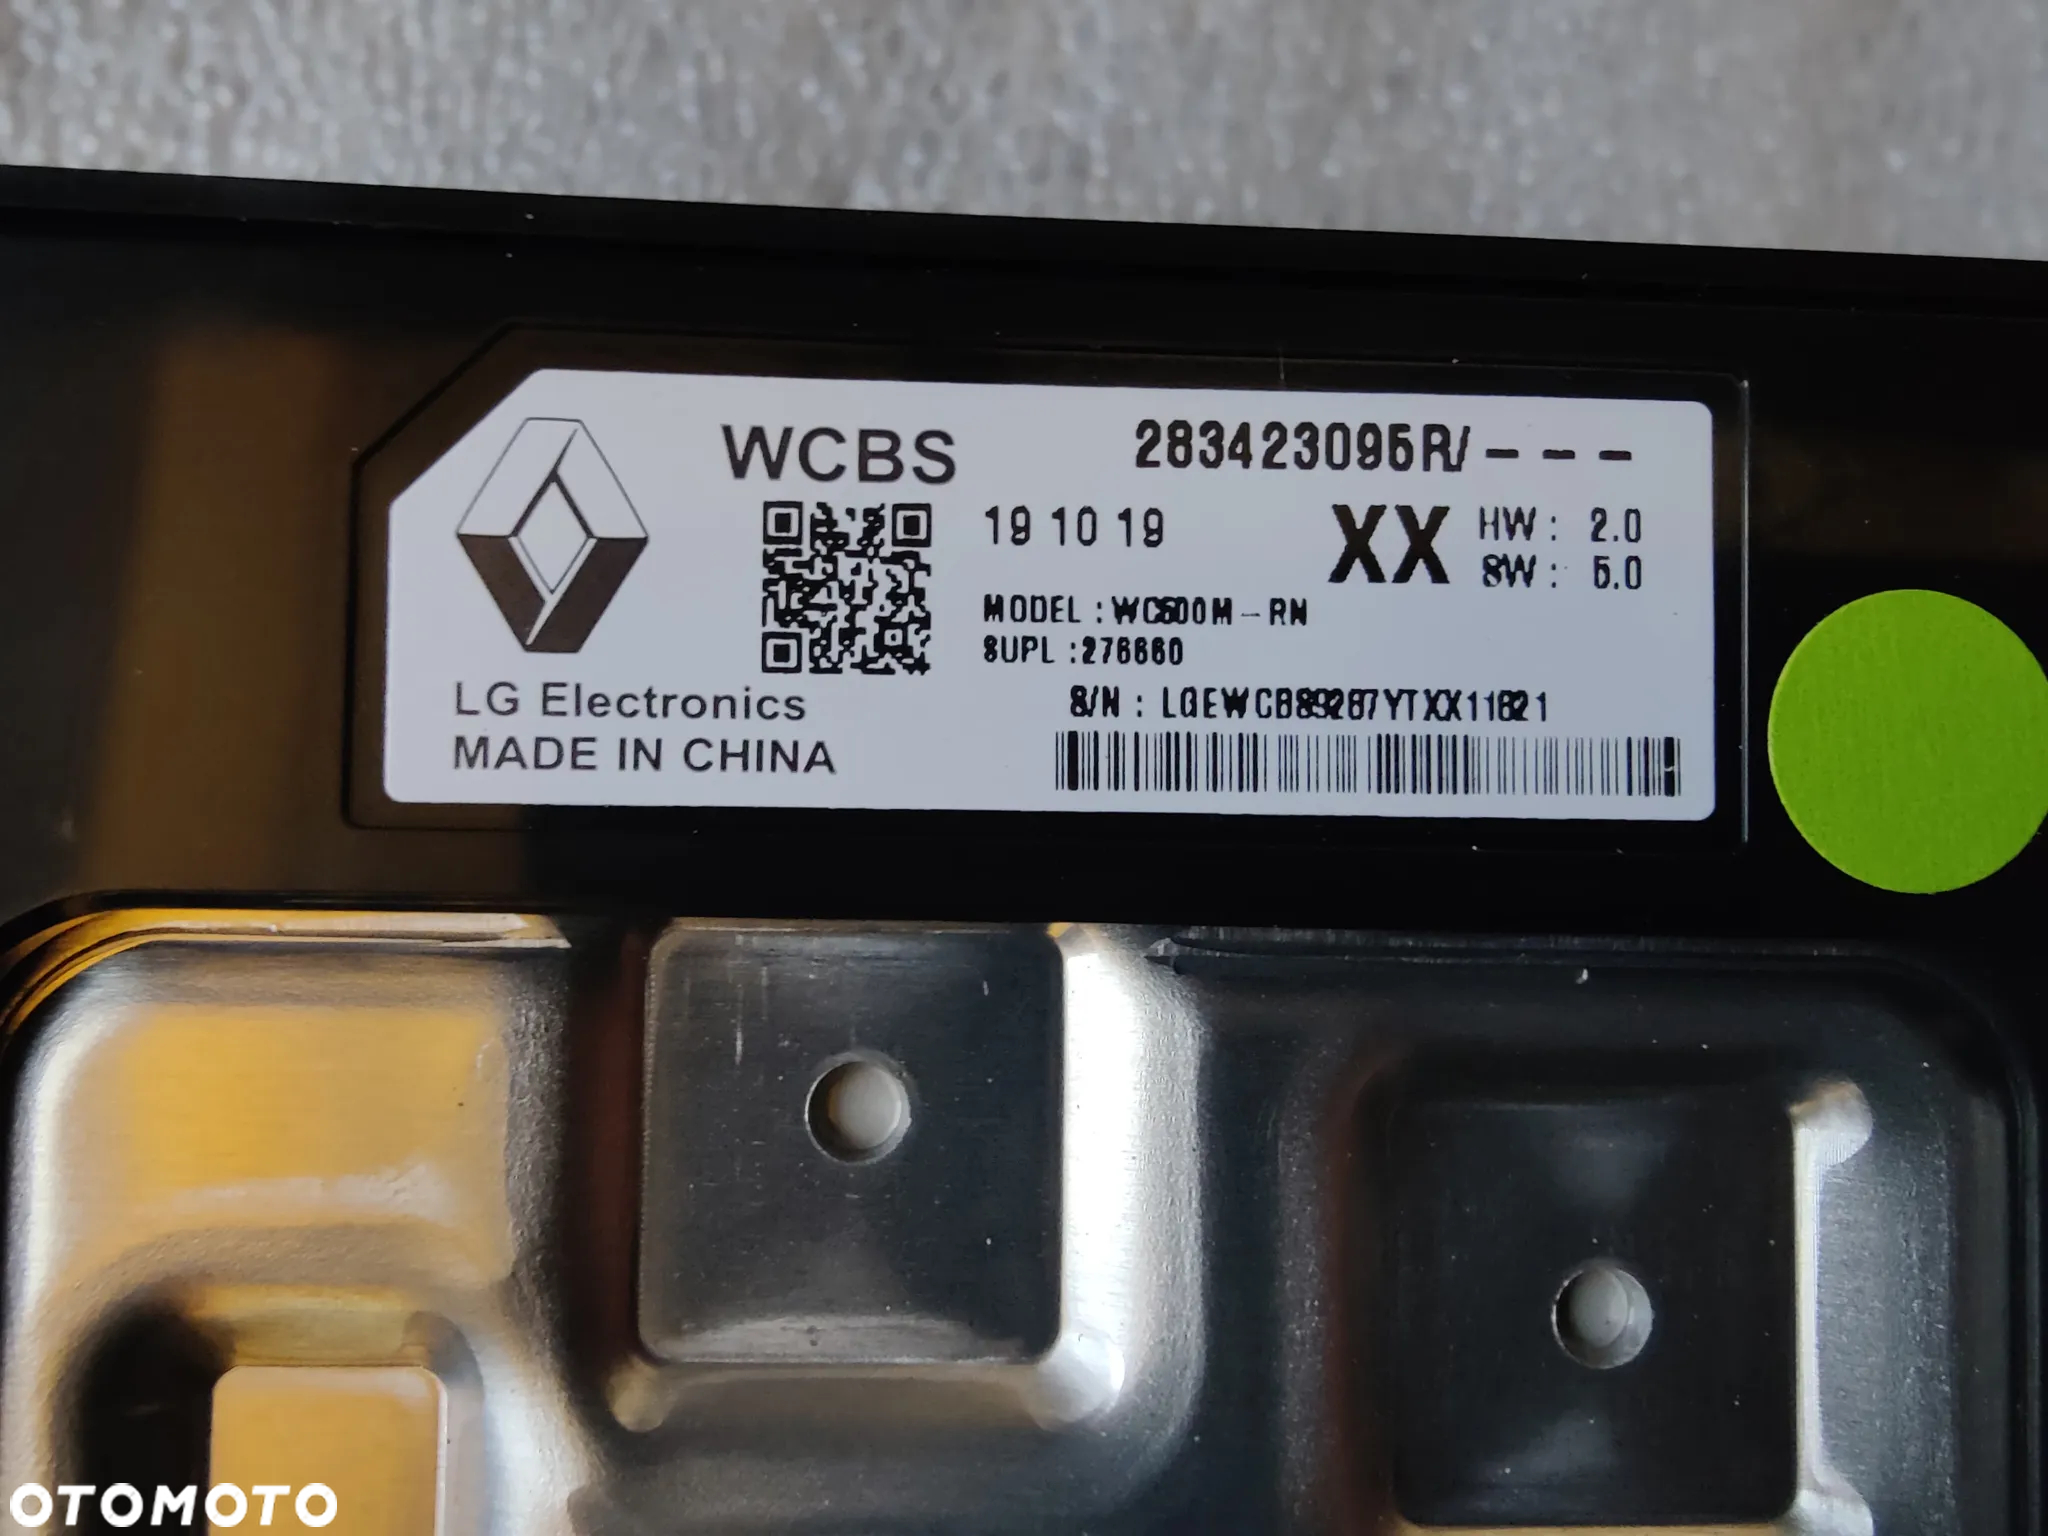 WCBS
283423095R/---
19 10 19
XX
HW: 2.0
SW: 5.0
MODEL :WC500M-RN
SUPL :276660
LG Electronics
MADE IN CHINA
S/N :
OTOMOTO